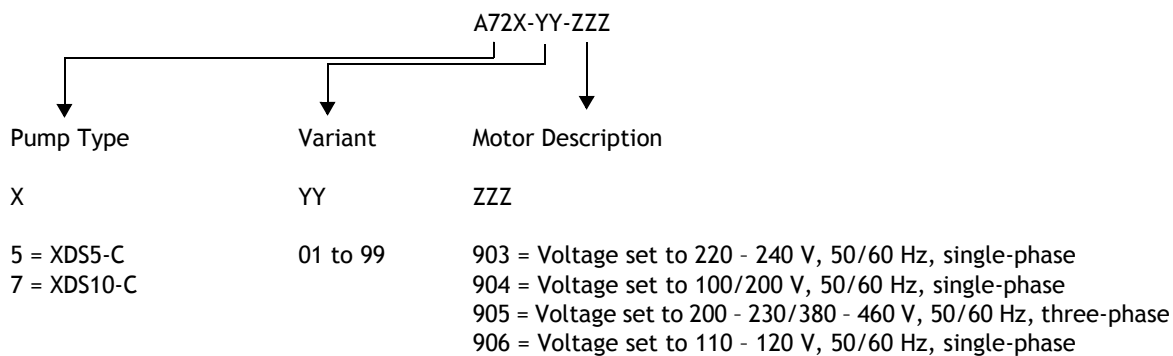 A72X-YY-ZZZ
Pump Type Variant Motor Description
X YY ZZZ
5 = XDS5-C 01 to 99 903 = Voltage set to 220 – 240 V, 50/60 Hz, single-phase
7 = XDS10-C 904 = Voltage set to 100/200 V, 50/60 Hz, single-phase
905 = Voltage set to 200 – 230/380 – 460 V, 50/60 Hz, three-phase
906 = Voltage set to 110 – 120 V, 50/60 Hz, single-phase